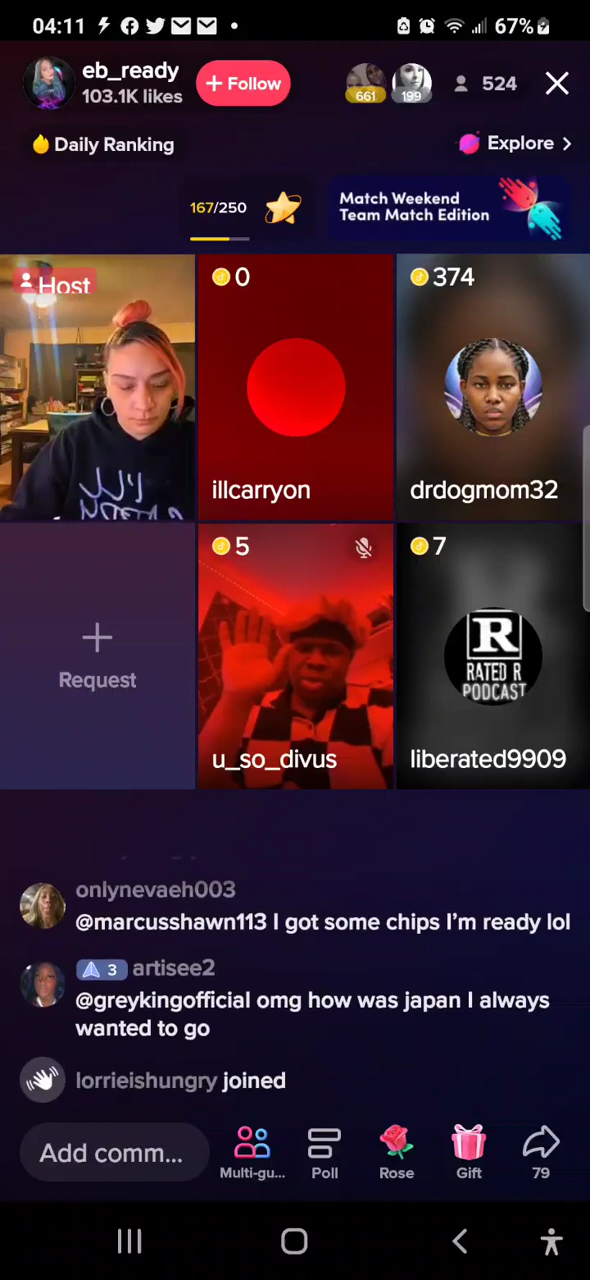 04:11
67%
eb_ready
103.1K likes
+ Follow
661
199
524
Daily Ranking
Explore >
167/250
Match Weekend
Team Match Edition
Host
0
374
I'LL
illcarryon
drdogmom32
5
7
+
Request
R
RATED R
PODCAST
u_so_divus
liberated9909
onlynevaeh003
@marcusshawn113 I got some chips I’m ready lol
3 artisee2
@greykingofficial omg how was japan I always
wanted to go
lorrieishungry joined
Add comm...
Multi-gu...
Poll
Rose
Gift
79